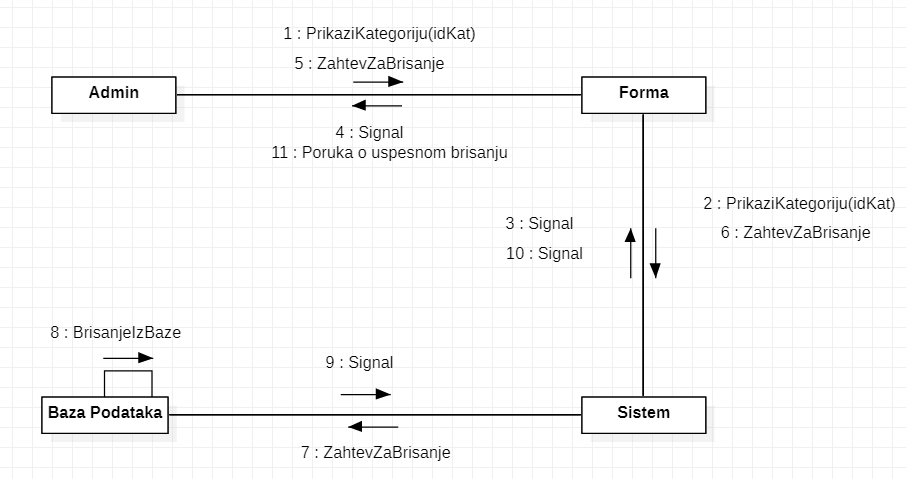 1 : PrikaziKategoriju(idKat)
5 : ZahtevZaBrisanje
Admin
Forma
4 : Signal
11 : Poruka o uspesnom brisanju
2 : PrikaziKategoriju(idKat)
3 : Signal
6 : ZahtevZaBrisanje
10 : Signal
8 : BrisanjeIzBaze
9 : Signal
Baza Podataka
Sistem
7 : ZahtevZaBrisanje